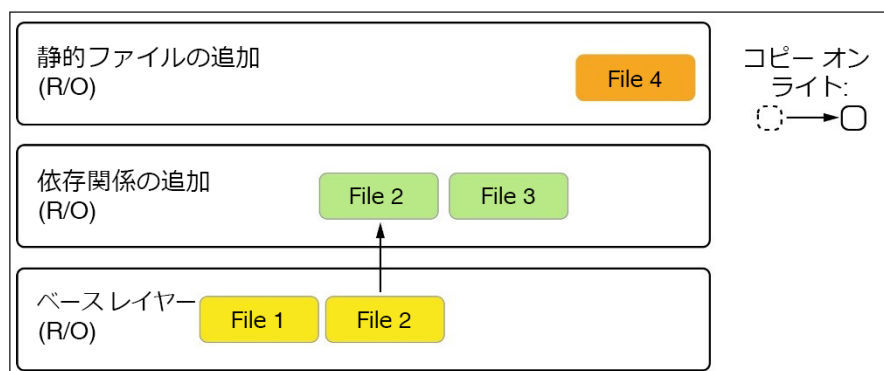 静的ファイルの追加
(R/O)
File 4
コピー オン
ライト:
依存関係の追加
(R/O)
File 2
File 3
ベース レイヤー
(R/O)
File 1
File 2